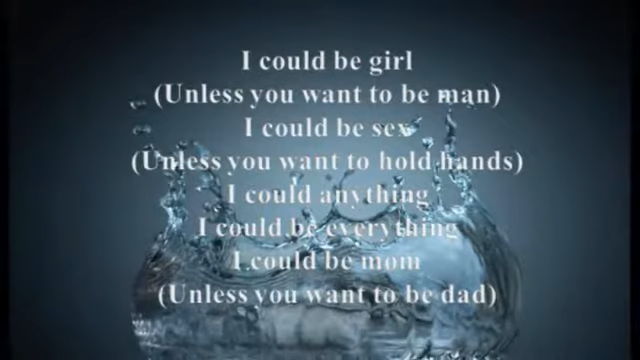 I could be girl
(Unless you want to be man)
I could be sex
(Unless you want to hold hands)
I could anything
I could be everything
I could be mom
(Unless you want to be dad)